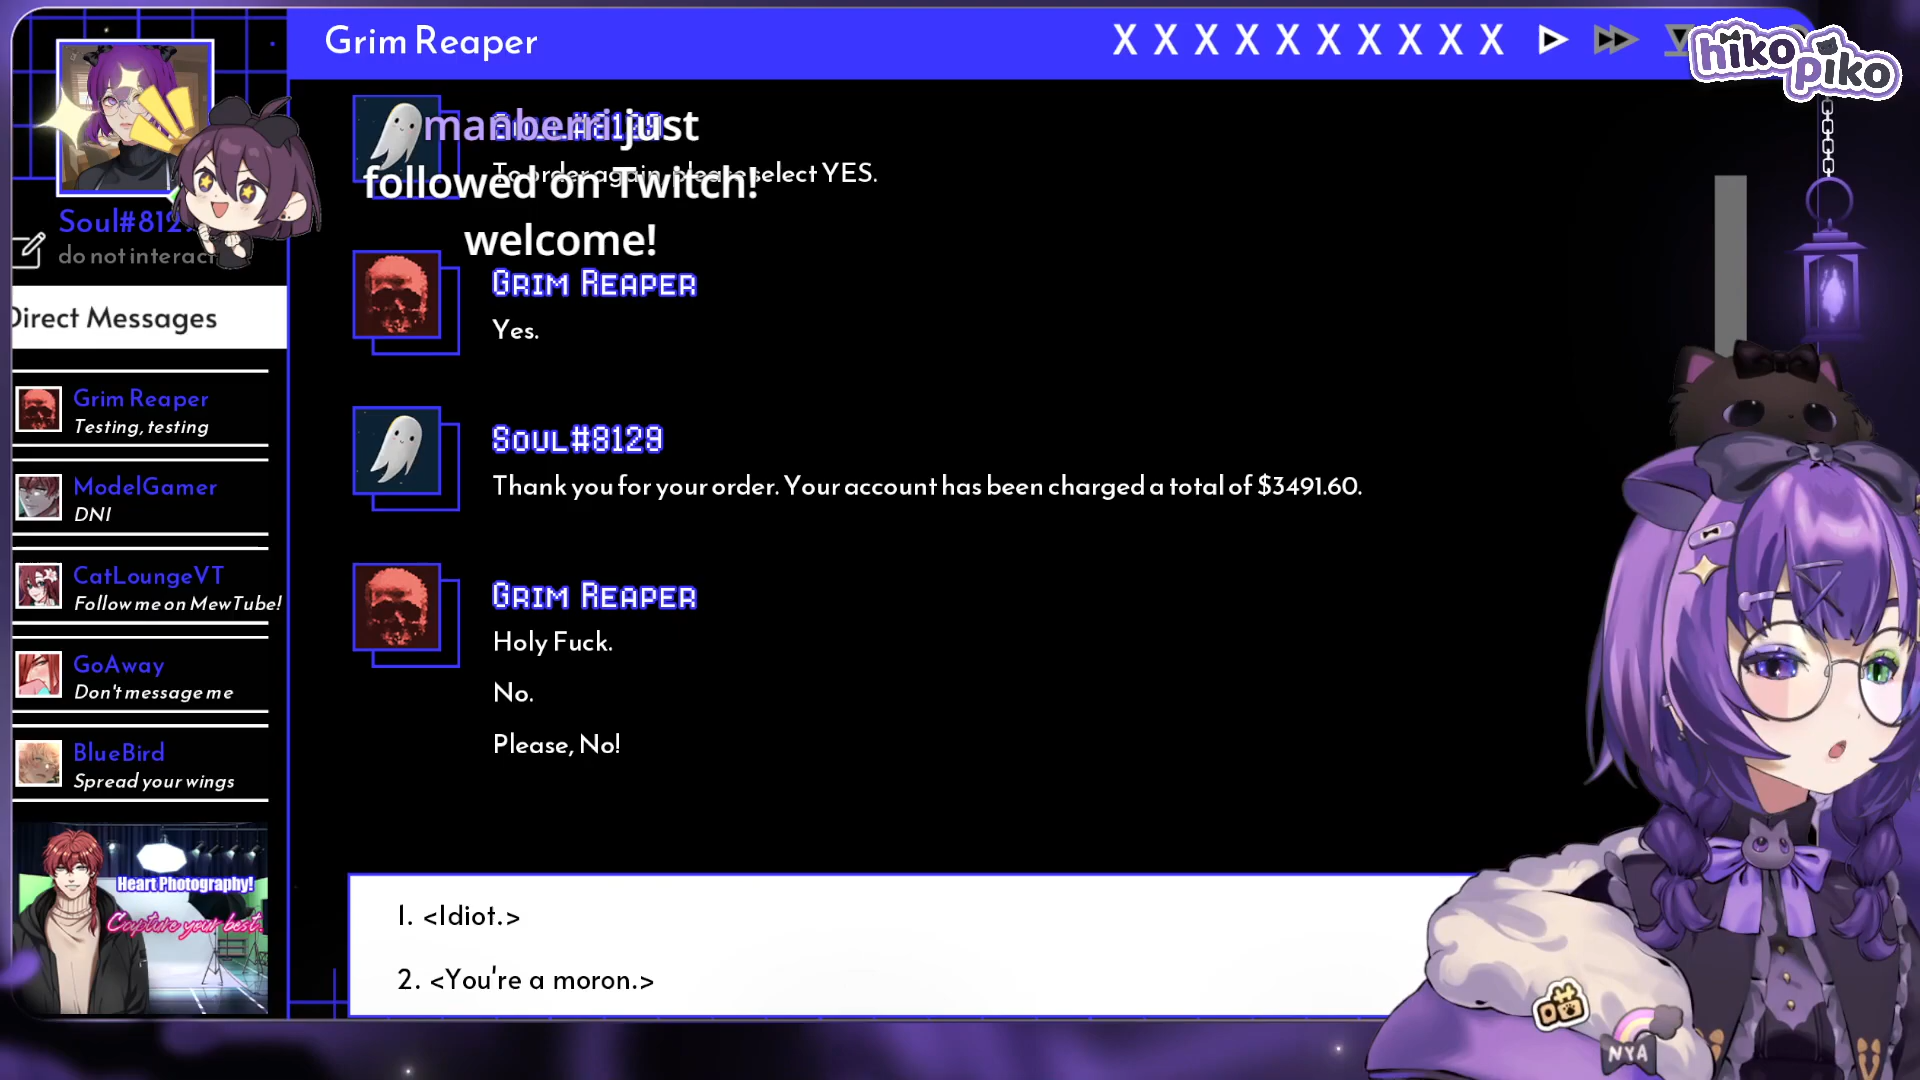 Grim Reaper
X X X X X X X X X X
hiko
piko
Soul#812
do not interact
Direct Messages
Grim Reaper
Testing, testing
ModelGamer
DNI
CatLoungeVT
Follow me on MewTube!
GoAway
Don't message me
BlueBird
Spread your wings
Heart Photography!
Capture your best.
manberri just
followed on Twitch!
welcome!
Soul#8129
To order again, please select YES.
Grim Reaper
Yes.
Soul#8129
Thank you for your order. Your account has been charged a total of $3491.60.
Grim Reaper
Holy Fuck.
No.
Please, No!
1. <Idiot.>
2. <You're a moron.>
喵
NYA